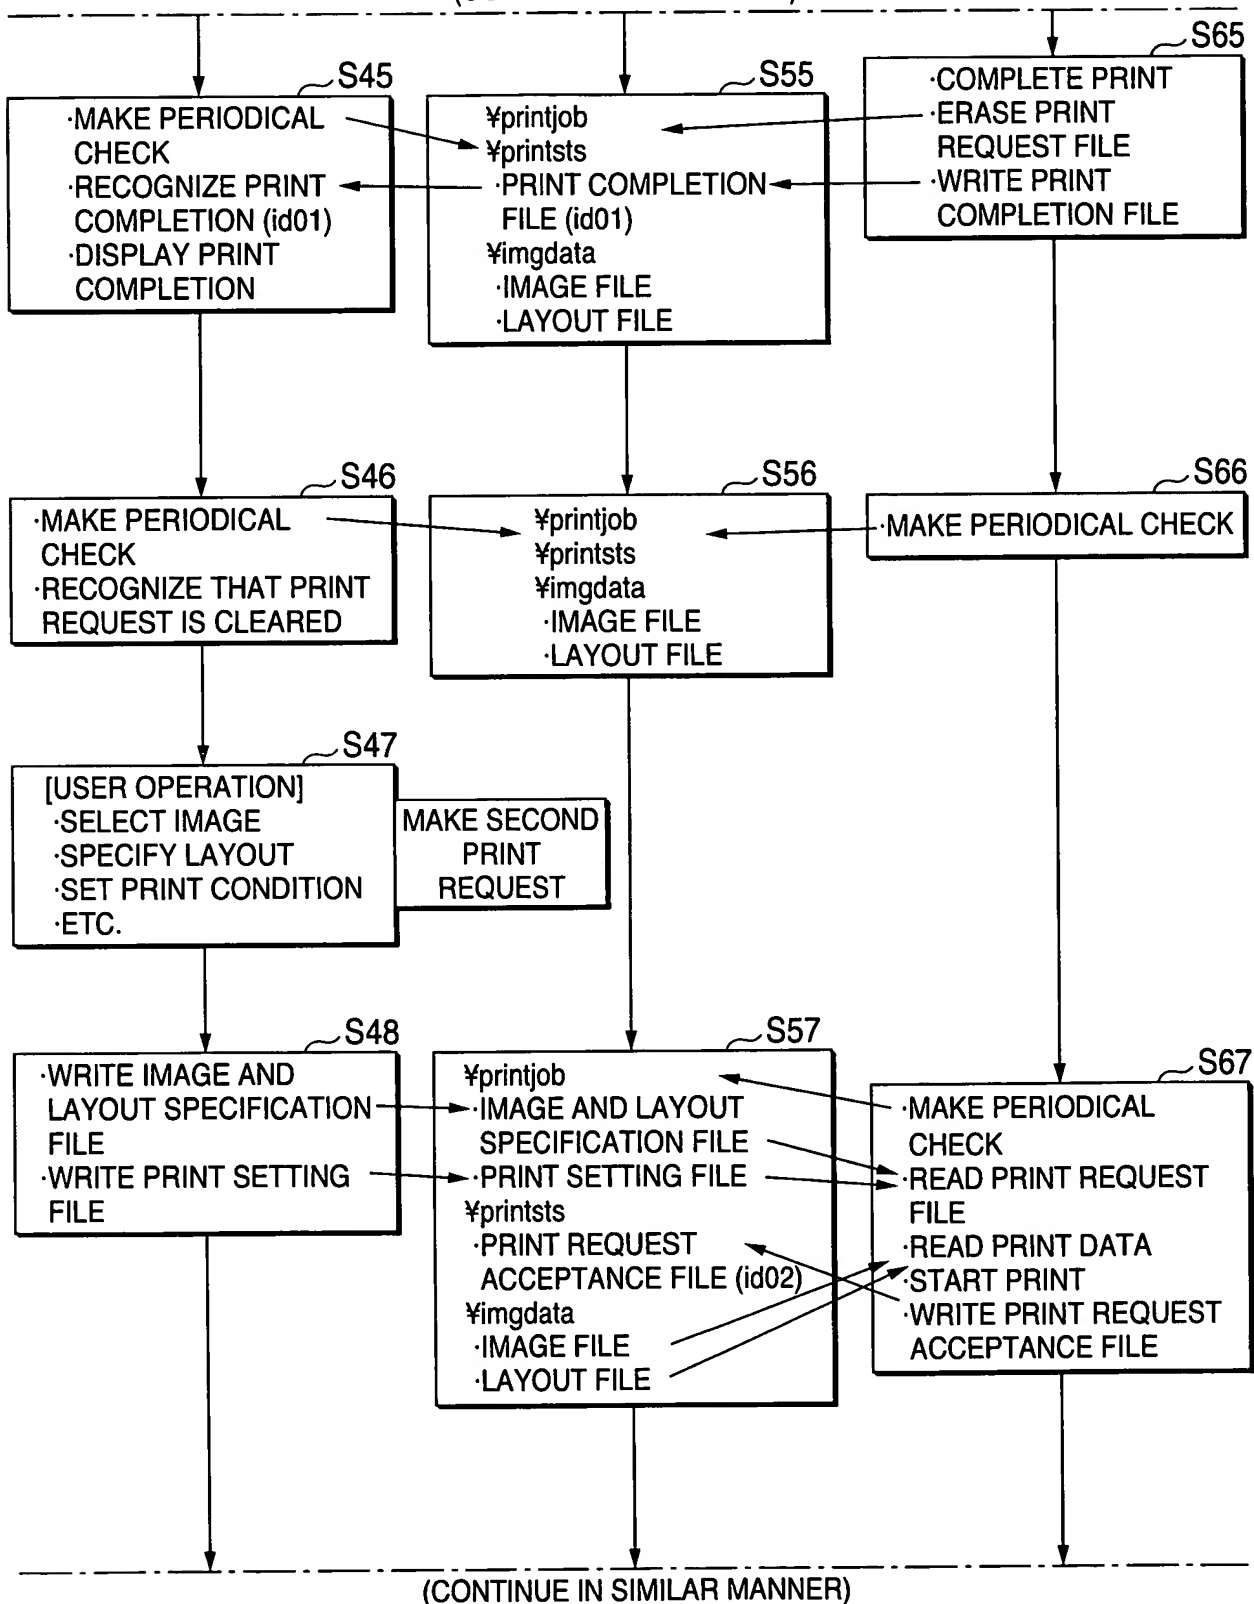 S45
·MAKE PERIODICAL
CHECK
·RECOGNIZE PRINT
COMPLETION (id01)
·DISPLAY PRINT
COMPLETION
S55
¥printjob
¥printsts
·PRINT COMPLETION
FILE (id01)
¥imgdata
·IMAGE FILE
·LAYOUT FILE
S65
·COMPLETE PRINT
·ERASE PRINT
REQUEST FILE
·WRITE PRINT
COMPLETION FILE
S46
·MAKE PERIODICAL
CHECK
·RECOGNIZE THAT PRINT
REQUEST IS CLEARED
S56
¥printjob
¥printsts
¥imgdata
·IMAGE FILE
·LAYOUT FILE
S66
·MAKE PERIODICAL CHECK
S47
[USER OPERATION]
·SELECT IMAGE
·SPECIFY LAYOUT
·SET PRINT CONDITION
·ETC.
MAKE SECOND
PRINT
REQUEST
S48
·WRITE IMAGE AND
LAYOUT SPECIFICATION
FILE
·WRITE PRINT SETTING
FILE
S57
¥printjob
·IMAGE AND LAYOUT
SPECIFICATION FILE
·PRINT SETTING FILE
¥printsts
·PRINT REQUEST
ACCEPTANCE FILE (id02)
¥imgdata
·IMAGE FILE
·LAYOUT FILE
S67
·MAKE PERIODICAL
CHECK
·READ PRINT REQUEST
FILE
·READ PRINT DATA
·START PRINT
·WRITE PRINT REQUEST
ACCEPTANCE FILE
(CONTINUE IN SIMILAR MANNER)